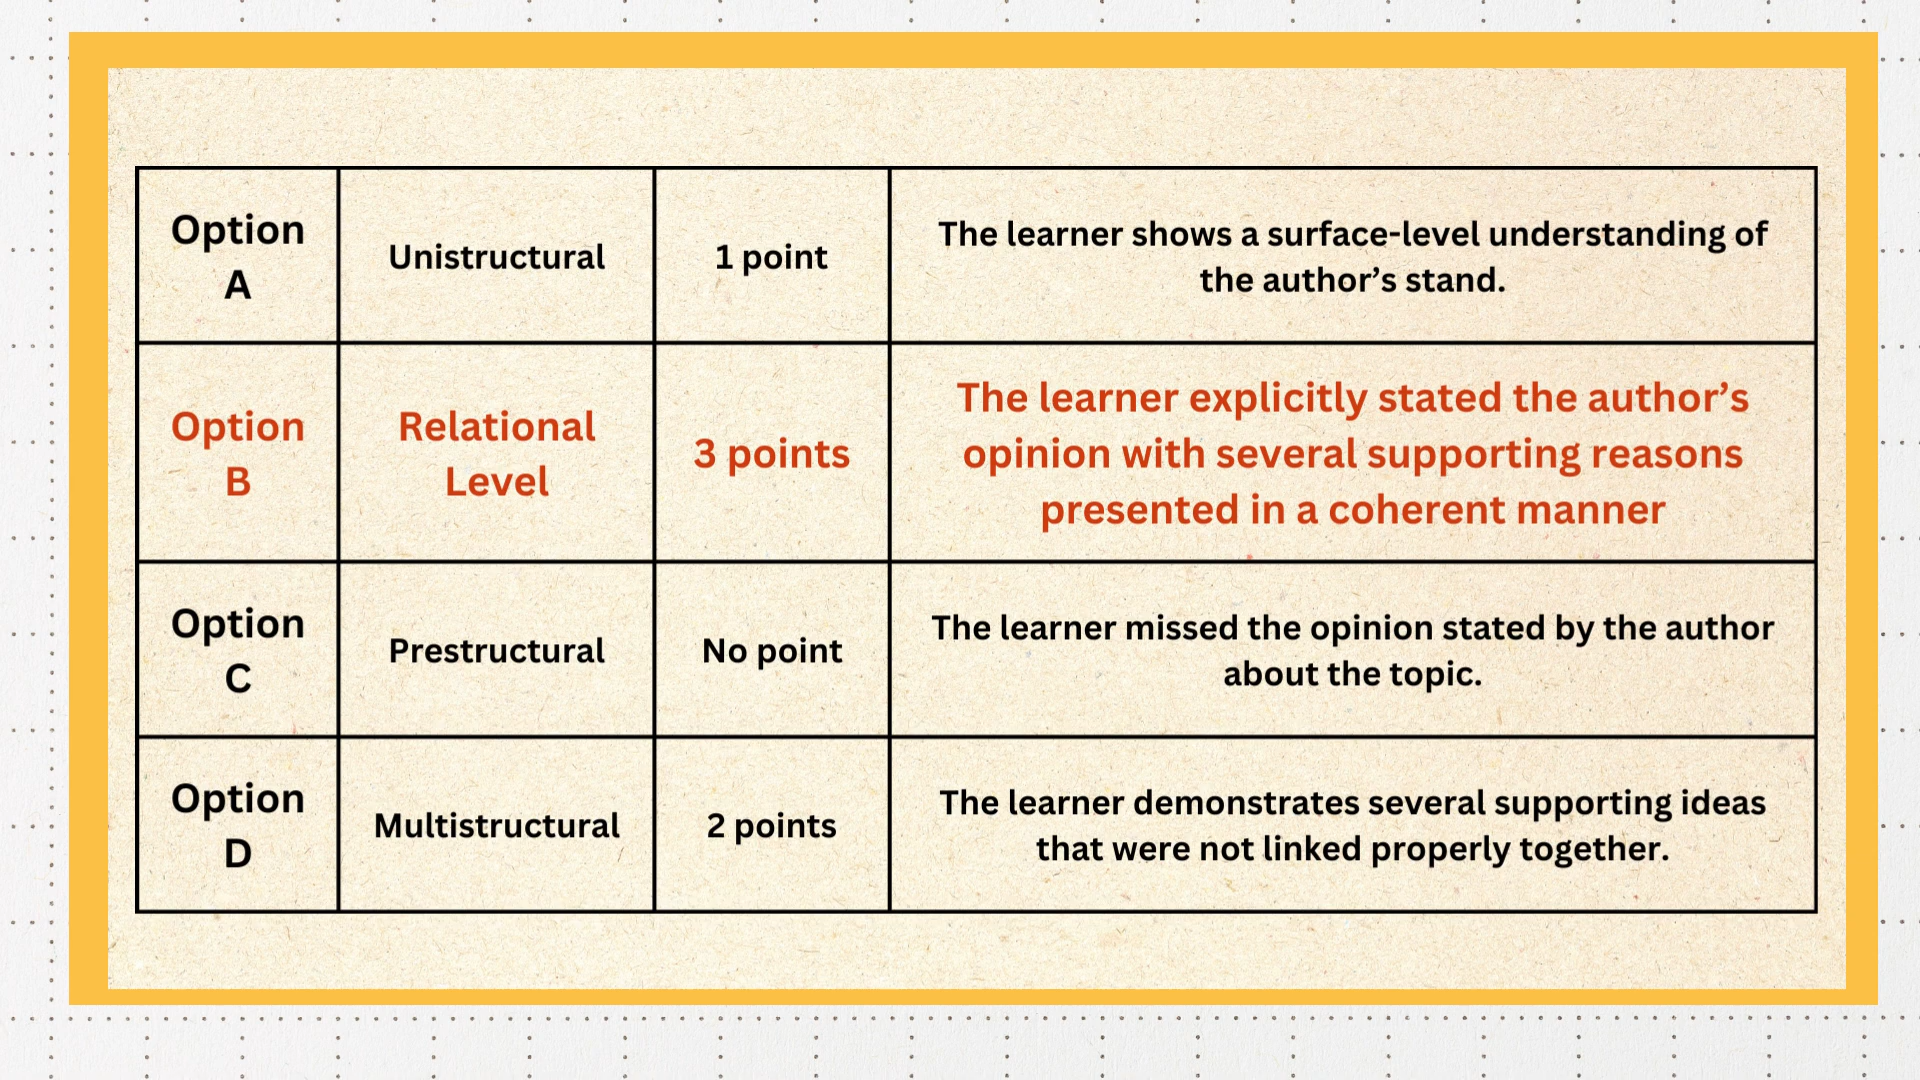 Option
A
Unistructural
1 point
The learner shows a surface-level understanding of
the author’s stand.
Option
B
Relational
Level
3 points
The learner explicitly stated the author’s
opinion with several supporting reasons
presented in a coherent manner
Option
C
Prestructural
No point
The learner missed the opinion stated by the author
about the topic.
Option
D
Multistructural
2 points
The learner demonstrates several supporting ideas
that were not linked properly together.